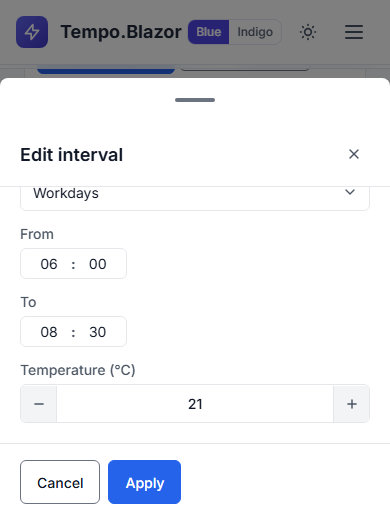 Tempo.Blazor Blue Indigo
Edit interval
Workdays
From
06 : 00
To
08 : 30
Temperature (°C)
− 21 +
Cancel Apply